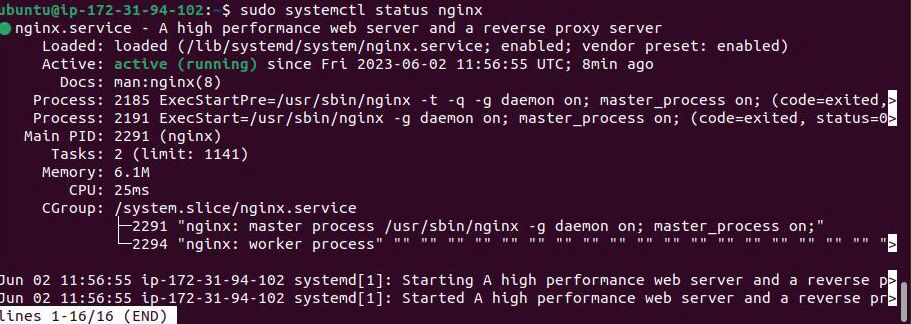 ubuntu@ip-172-31-94-102:~$ sudo systemctl status nginx
● nginx.service - A high performance web server and a reverse proxy server
     Loaded: loaded (/lib/systemd/system/nginx.service; enabled; vendor preset: enabled)
     Active: active (running) since Fri 2023-06-02 11:56:55 UTC; 8min ago
       Docs: man:nginx(8)
    Process: 2185 ExecStartPre=/usr/sbin/nginx -t -q -g daemon on; master_process on; (code=exited,>
    Process: 2191 ExecStart=/usr/sbin/nginx -g daemon on; master_process on; (code=exited, status=0>
   Main PID: 2291 (nginx)
      Tasks: 2 (limit: 1141)
     Memory: 6.1M
        CPU: 25ms
     CGroup: /system.slice/nginx.service
             ├─2291 "nginx: master process /usr/sbin/nginx -g daemon on; master_process on;"
             └─2294 "nginx: worker process" "" "" "" "" "" "" "" "" "" "" "" "" "" "" "" "" "" "" ">
Jun 02 11:56:55 ip-172-31-94-102 systemd[1]: Starting A high performance web server and a reverse p>
Jun 02 11:56:55 ip-172-31-94-102 systemd[1]: Started A high performance web server and a reverse pr>
lines 1-16/16 (END)